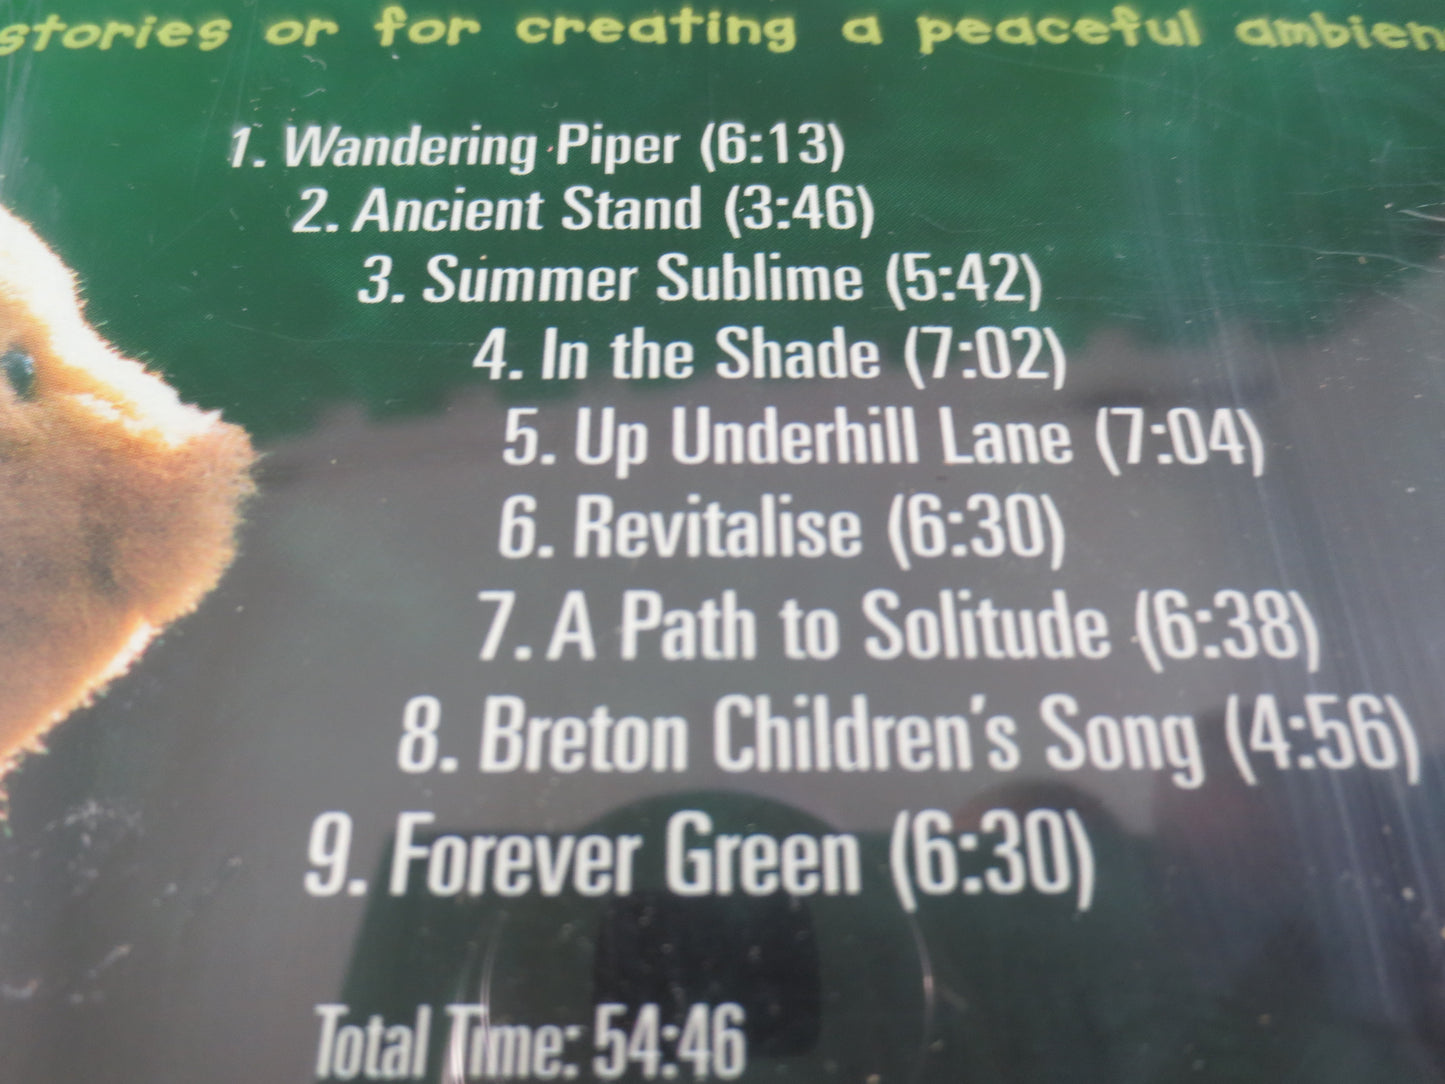 stories or for creating a peaceful ambien
1. Wandering Piper (6:13)
2. Ancient Stand (3:46)
3. Summer Sublime (5:42)
4. In the Shade (7:02)
5. Up Underhill Lane (7:04)
6. Revitalise (6:30)
7. A Path to Solitude (6:38)
8. Breton Children's Song (4:56)
9. Forever Green (6:30)
Total Time: 54:46